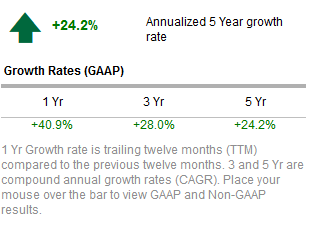 +24.2% Annualized 5 Year growth
rate
Growth Rates (GAAP)
1 Yr 3 Yr 5 Yr
+40.9% +28.0% +24.2%
1 Yr Growth rate is trailing twelve months (TTM)
compared to the previous twelve months. 3 and 5 Yr are
compound annual growth rates (CAGR). Place your
mouse over the bar to view GAAP and Non-GAAP
results.